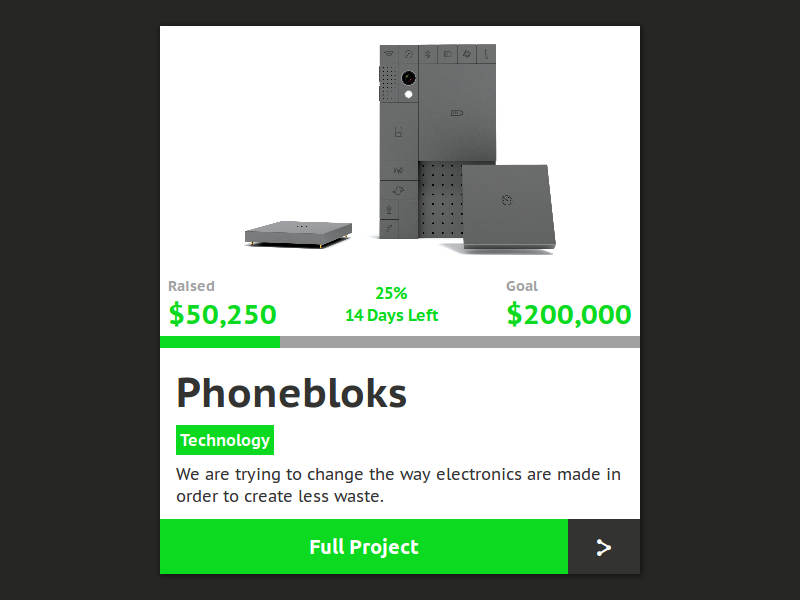 Raised
$50,250
25%
14 Days Left
Goal
$200,000
Phonebloks
Technology
We are trying to change the way electronics are made in
order to create less waste.
Full Project